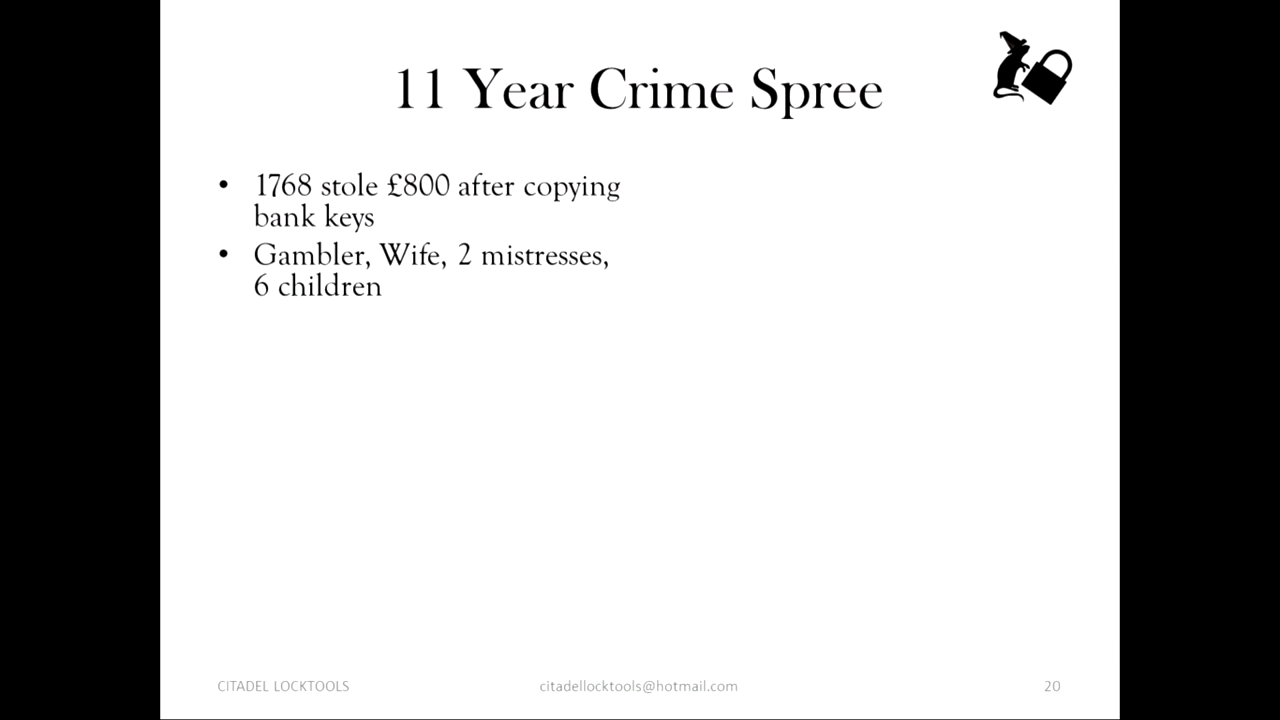 11 Year Crime Spree
• 1768 stole £800 after copying
bank keys
• Gambler, Wife, 2 mistresses,
6 children
CITADEL LOCKTOOLS
citadellocktools@hotmail.com
20